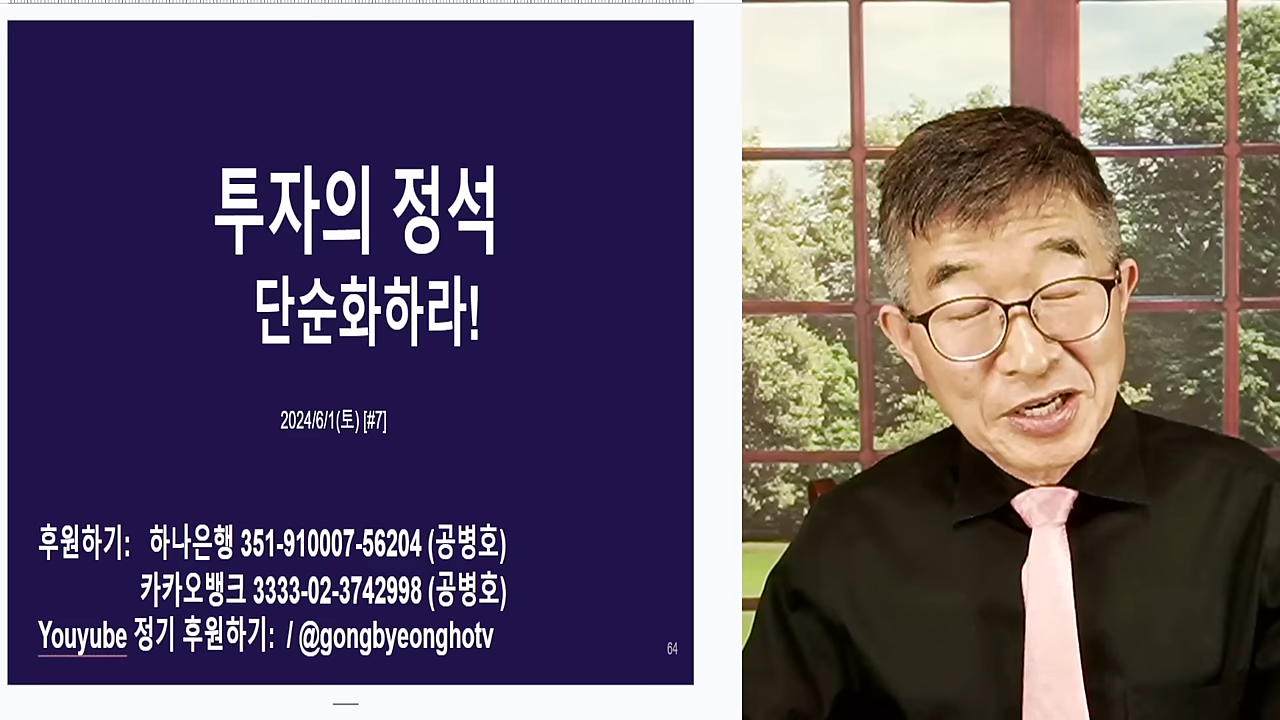 투자의 정석
단순화하라!
2024/6/1(토) [#7]
후원하기: 하나은행 351-910007-56204 (공병호)
카카오뱅크 3333-02-3742998 (공병호)
Youyube 정기 후원하기: / @gongbyeonghotv
64